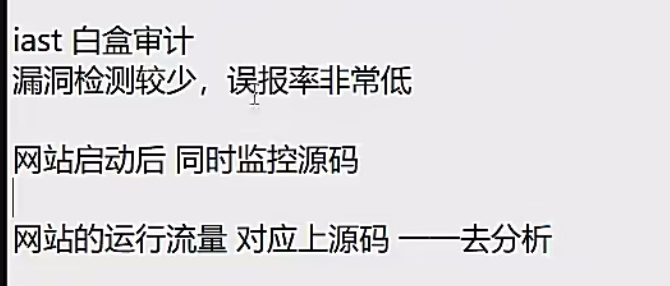 iast 白盒审计
漏洞检测较少，误报率非常低
网站启动后 同时监控源码
网站的运行流量 对应上源码 ——去分析